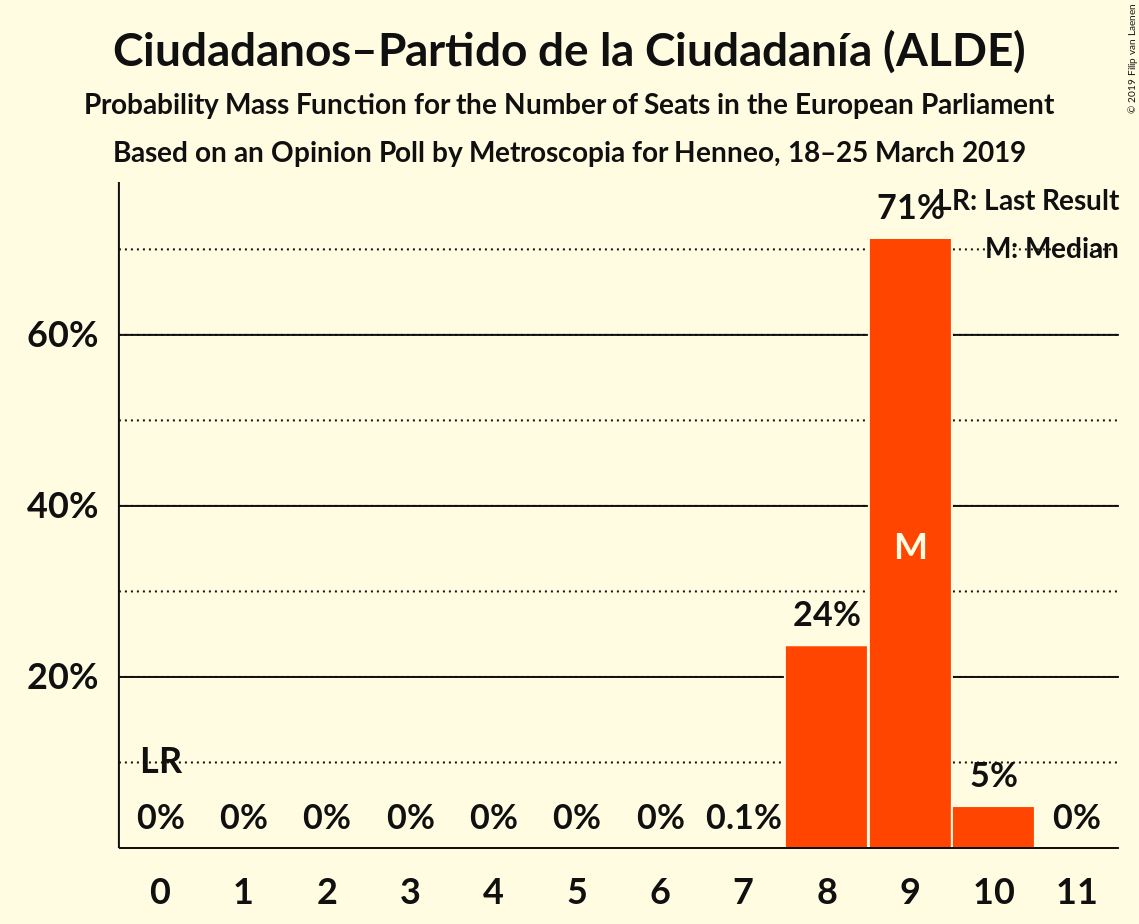 Ciudadanos–Partido de la Ciudadanía (ALDE)
Probability Mass Function for the Number of Seats in the European Parliament
Based on an Opinion Poll by Metroscopia for Henneo, 18–25 March 2019
© 2019 Filip van Laenen
LR: Last Result
M: Median
71%
60%
40%
M
24%
20%
LR
5%
0% 0% 0% 0% 0% 0% 0% 0.1% 0%
0 1 2 3 4 5 6 7 8 9 10 11